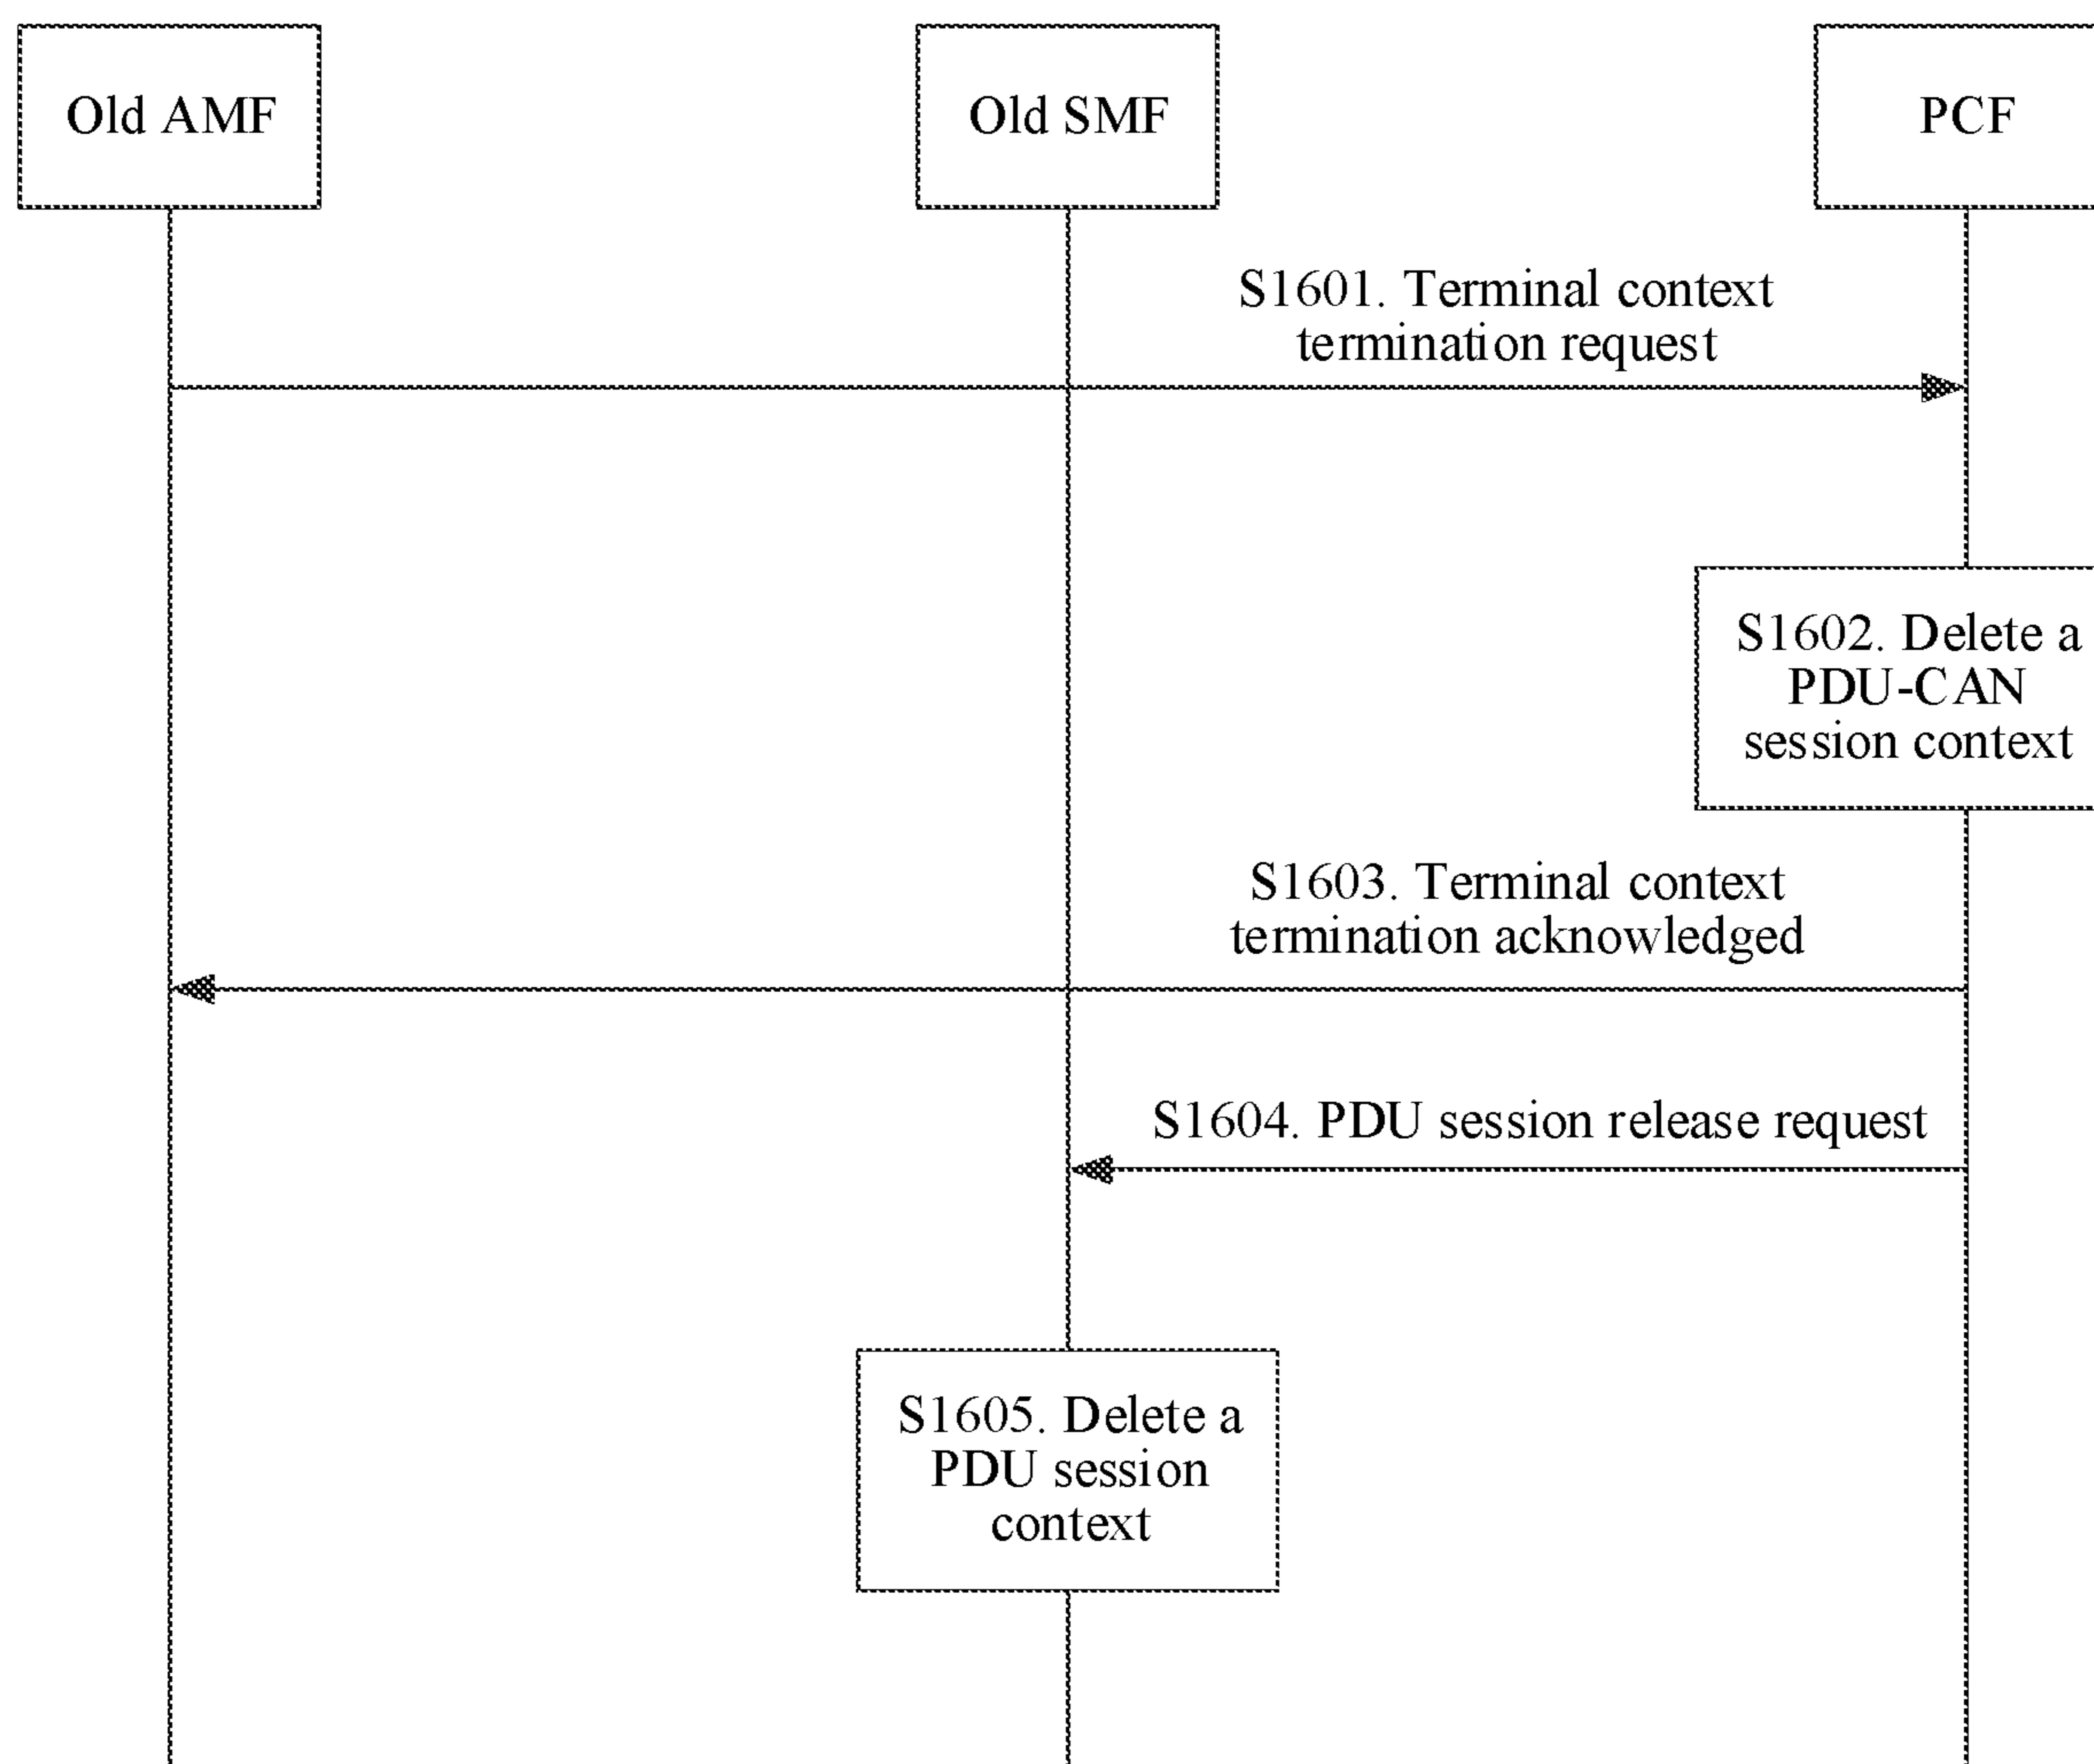 Old AMF
Old SMF
PCF
S1601. Terminal context
termination request
S1602. Delete a
PDU-CAN
session context
S1603. Terminal context
termination acknowledged
S1604. PDU session release request
S1605. Delete a
PDU session
context